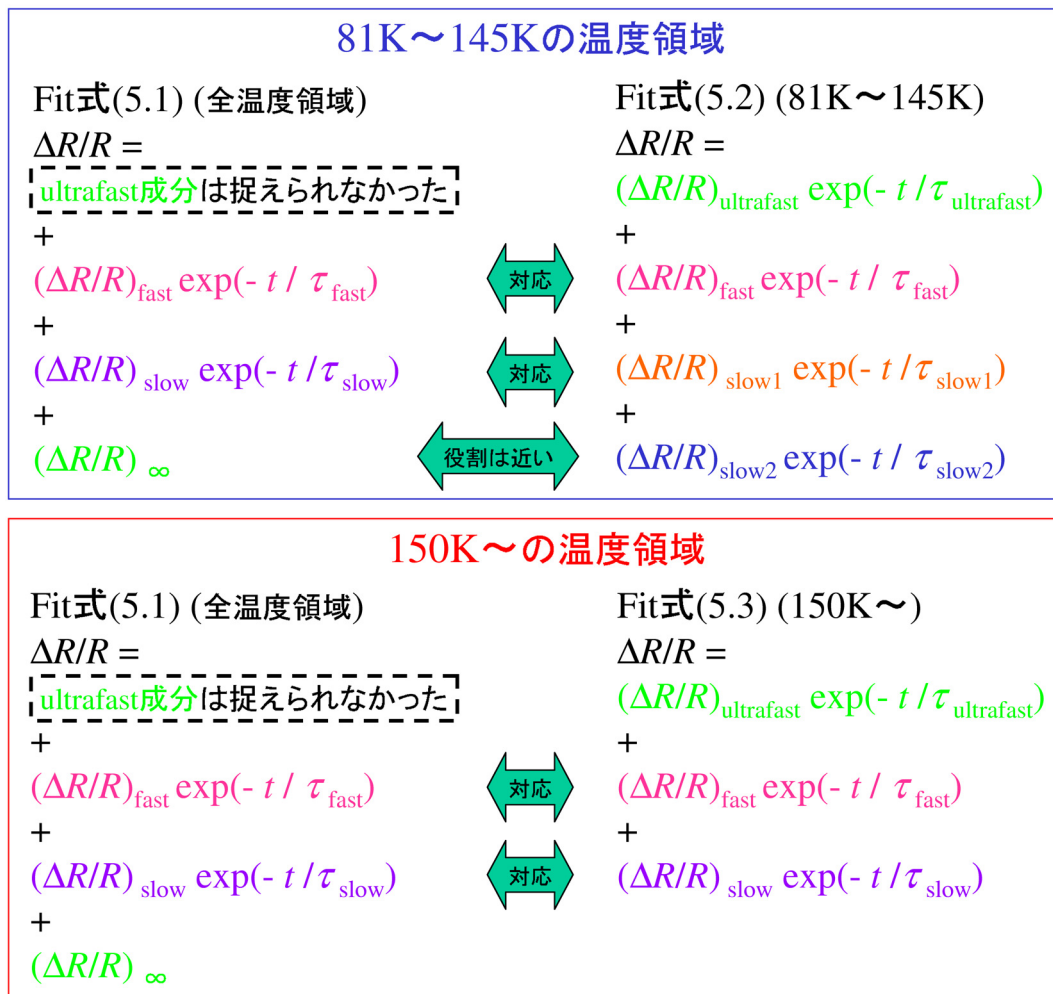 81K～145Kの温度領域
Fit式(5.1) (全温度領域)
ΔR/R =
ultrafast成分は捉えられなかった
+
(ΔR/R)fast exp(- t / τfast)
+
(ΔR/R) slow exp(- t /τslow)
+
(ΔR/R) ∞
対応
対応
役割は近い
Fit式(5.2) (81K～145K)
ΔR/R =
(ΔR/R)ultrafast exp(- t /τultrafast)
+
(ΔR/R)fast exp(- t / τfast)
+
(ΔR/R) slow1 exp(- t /τslow1)
+
(ΔR/R)slow2 exp(- t / τslow2)
150K～の温度領域
Fit式(5.1) (全温度領域)
ΔR/R =
ultrafast成分は捉えられなかった
+
(ΔR/R)fast exp(- t / τfast)
+
(ΔR/R) slow exp(- t /τslow)
+
(ΔR/R) ∞
対応
対応
Fit式(5.3) (150K～)
ΔR/R =
(ΔR/R)ultrafast exp(- t /τultrafast)
+
(ΔR/R)fast exp(- t / τfast)
+
(ΔR/R) slow exp(- t /τslow)